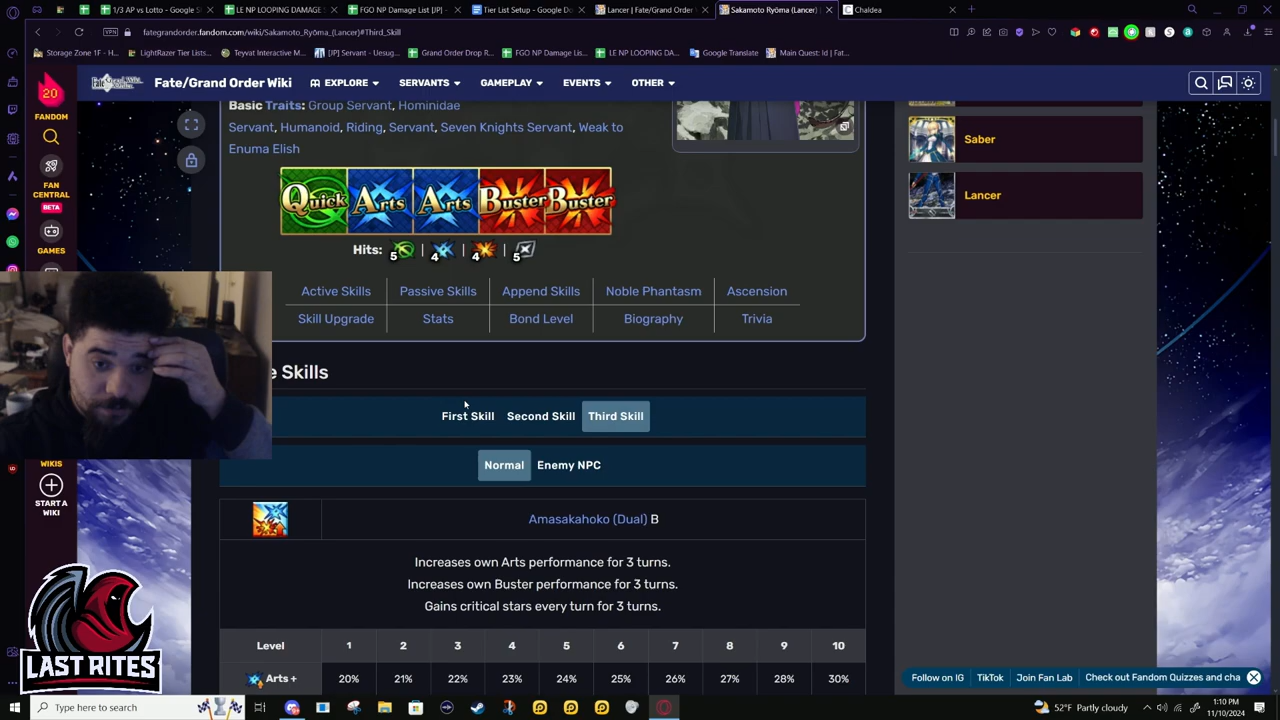 1/3 AP vs Lotto - Google S
LE NP LOOPING DAMAGE
FGO NP Damage List [JP] -
Tier List Setup - Google Do
Lancer | Fate/Grand Order
Sakamoto Ryōma (Lancer) |
Chaldea
VPN
fategrandorder.fandom.com/wiki/Sakamoto_Ryōma_(Lancer)#Third_Skill
Storage Zone 1F - H...
LightRazer Tier Lists...
Teyvat Interactive M...
[JP] Servant - Uesug...
Grand Order Drop R...
FGO NP Damage Lis...
LE NP LOOPING DA...
Google Translate
Main Quest: Id | Fat...
20
FANDOM
Fate/Grand Order Wiki
EXPLORE
SERVANTS
GAMEPLAY
EVENTS
OTHER
FAN CENTRAL
BETA
GAMES
WIKIS
START A WIKI
Basic Traits: Group Servant, Hominidae
Servant, Humanoid, Riding, Servant, Seven Knights Servant, Weak to
Enuma Elish
Quick Arts Arts Buster Buster
Hits: 5 | 4 | 4 | 5
Active Skills Passive Skills Append Skills Noble Phantasm Ascension
Skill Upgrade Stats Bond Level Biography Trivia
Saber
Lancer
e Skills
First Skill Second Skill Third Skill
Normal Enemy NPC
Amasakahoko (Dual) B
Increases own Arts performance for 3 turns.
Increases own Buster performance for 3 turns.
Gains critical stars every turn for 3 turns.
Level 1 2 3 4 5 6 7 8 9 10
Arts + 20% 21% 22% 23% 24% 25% 26% 27% 28% 30%
LAST RITES
Follow on IG TikTok Join Fan Lab Check out Fandom Quizzes and cha
Type here to search
52°F Partly cloudy
1:10 PM
11/10/2024